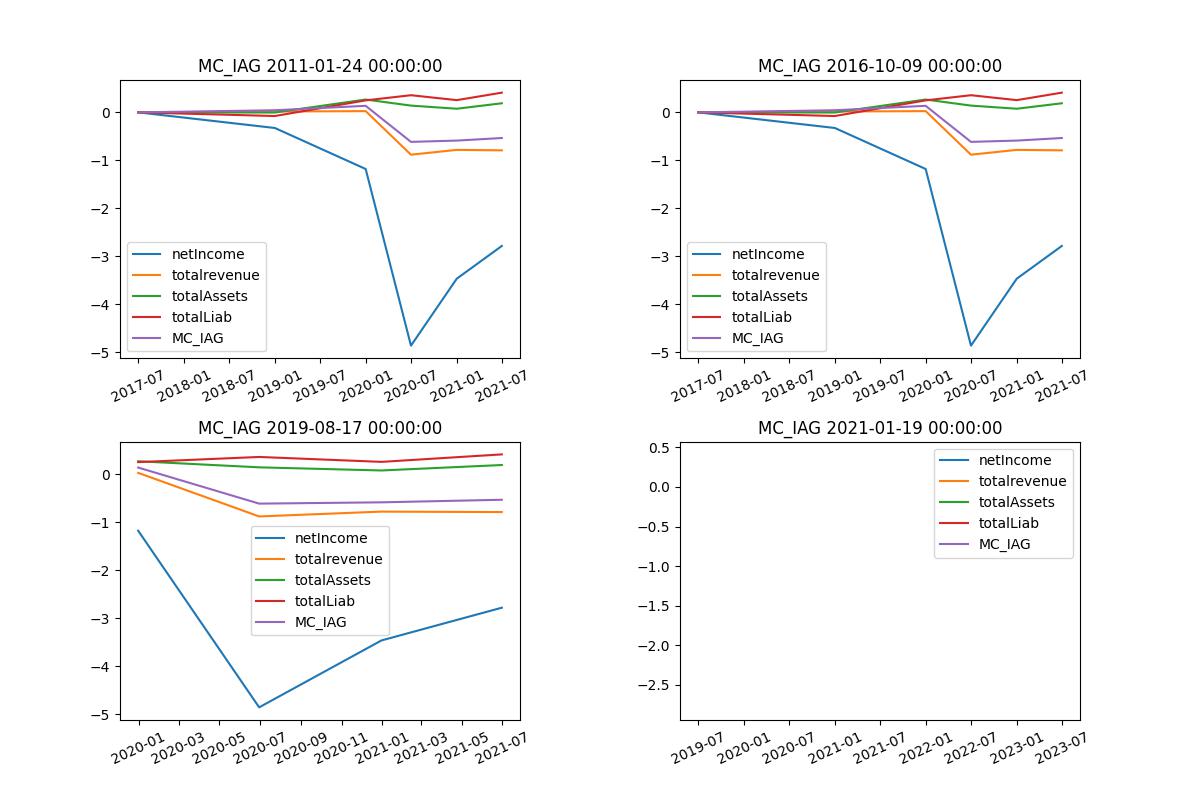 MC_IAG 2011-01-24 00:00:00
0
−1
−2
−3
−4
−5
netIncome
totalrevenue
totalAssets
totalLiab
MC_IAG
2017-07 2018-01 2018-07 2019-01 2019-07 2020-01 2020-07 2021-01 2021-07
MC_IAG 2016-10-09 00:00:00
0
−1
−2
−3
−4
−5
netIncome
totalrevenue
totalAssets
totalLiab
MC_IAG
2017-07 2018-01 2018-07 2019-01 2019-07 2020-01 2020-07 2021-01 2021-07
MC_IAG 2019-08-17 00:00:00
0
−1
−2
−3
−4
−5
netIncome
totalrevenue
totalAssets
totalLiab
MC_IAG
2020-01 2020-03 2020-05 2020-07 2020-09 2020-11 2021-01 2021-03 2021-05 2021-07
MC_IAG 2021-01-19 00:00:00
0.5
0.0
−0.5
−1.0
−1.5
−2.0
−2.5
netIncome
totalrevenue
totalAssets
totalLiab
MC_IAG
2019-07 2020-01 2020-07 2021-01 2021-07 2022-01 2022-07 2023-01 2023-07